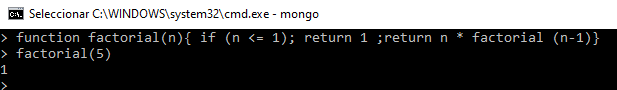 Seleccionar C:\WINDOWS\system32\cmd.exe - mongo
> function factorial(n){ if (n <= 1); return 1 ;return n * factorial (n-1)}
> factorial(5)
1
>